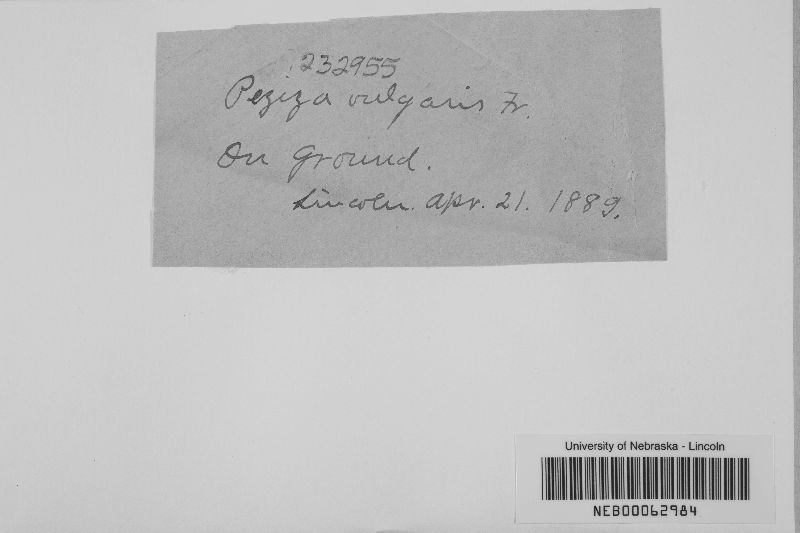 232955
Peziza vulgaris Fr.
On ground.
Lincoln. Apr. 21. 1889.
University of Nebraska - Lincoln
NEB00062984